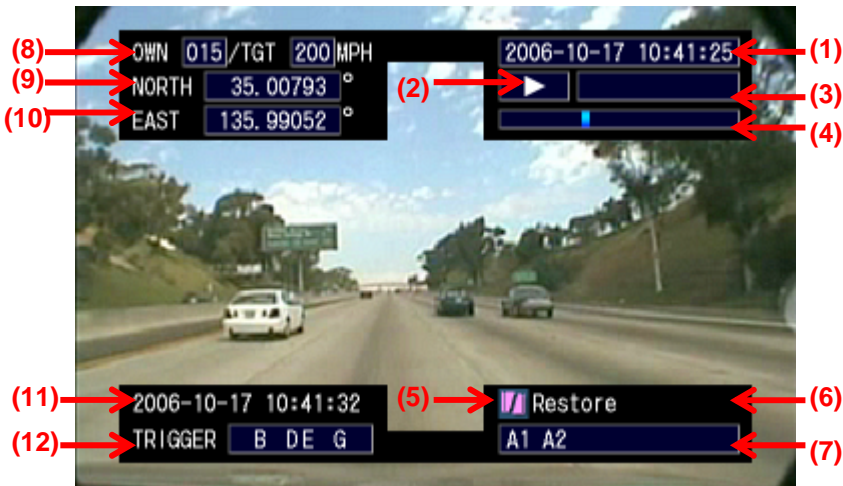 (8) OWN 015/TGT 200MPH
(9) NORTH 35.00793°
(10) EAST 135.99052°
2006-10-17 10:41:25 (1)
(2)
(3)
(4)
(11) 2006-10-17 10:41:32
(12) TRIGGER B DE G
(5) Restore (6)
A1 A2 (7)